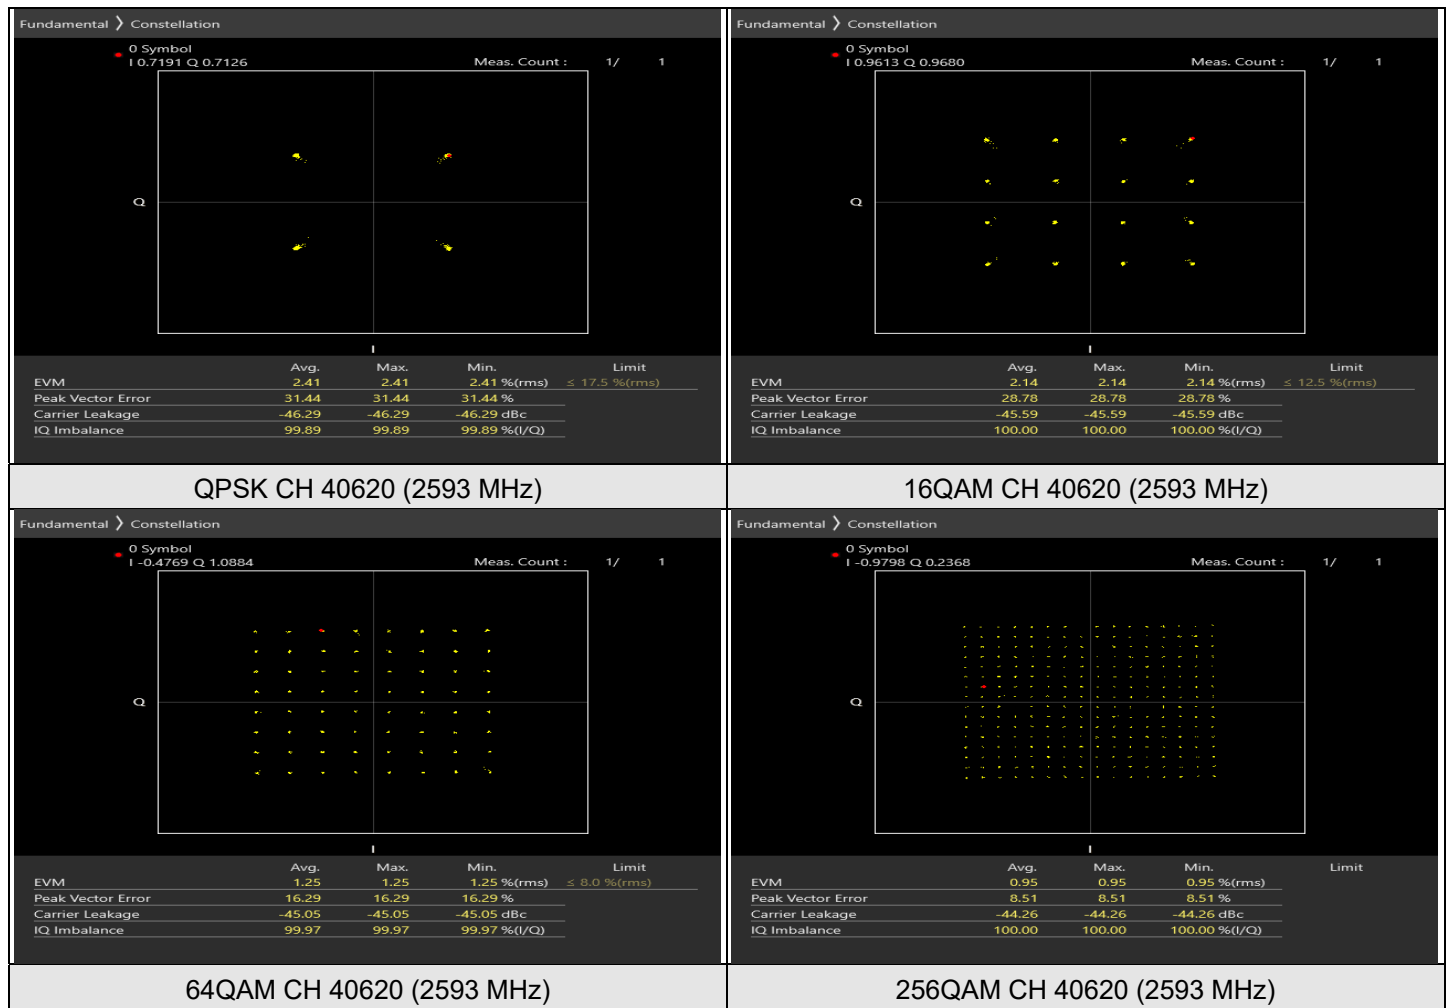 Fundamental ❯ Constellation
0 Symbol
I 0.7191 Q 0.7126 Meas. Count : 1/ 1
Q
I
Avg. Max. Min. Limit
EVM 2.41 2.41 2.41 %(rms) ≤ 17.5 %(rms)
Peak Vector Error 31.44 31.44 31.44 %
Carrier Leakage -46.29 -46.29 -46.29 dBc
IQ Imbalance 99.89 99.89 99.89 %(I/Q)
QPSK CH 40620 (2593 MHz)
Fundamental ❯ Constellation
0 Symbol
I 0.9613 Q 0.9680 Meas. Count : 1/ 1
Q
I
Avg. Max. Min. Limit
EVM 2.14 2.14 2.14 %(rms) ≤ 12.5 %(rms)
Peak Vector Error 28.78 28.78 28.78 %
Carrier Leakage -45.59 -45.59 -45.59 dBc
IQ Imbalance 100.00 100.00 100.00 %(I/Q)
16QAM CH 40620 (2593 MHz)
Fundamental ❯ Constellation
0 Symbol
I -0.4769 Q 1.0884 Meas. Count : 1/ 1
Q
I
Avg. Max. Min. Limit
EVM 1.25 1.25 1.25 %(rms) ≤ 8.0 %(rms)
Peak Vector Error 16.29 16.29 16.29 %
Carrier Leakage -45.05 -45.05 -45.05 dBc
IQ Imbalance 99.97 99.97 99.97 %(I/Q)
64QAM CH 40620 (2593 MHz)
Fundamental ❯ Constellation
0 Symbol
I -0.9798 Q 0.2368 Meas. Count : 1/ 1
Q
I
Avg. Max. Min. Limit
EVM 0.95 0.95 0.95 %(rms)
Peak Vector Error 8.51 8.51 8.51 %
Carrier Leakage -44.26 -44.26 -44.26 dBc
IQ Imbalance 100.00 100.00 100.00 %(I/Q)
256QAM CH 40620 (2593 MHz)